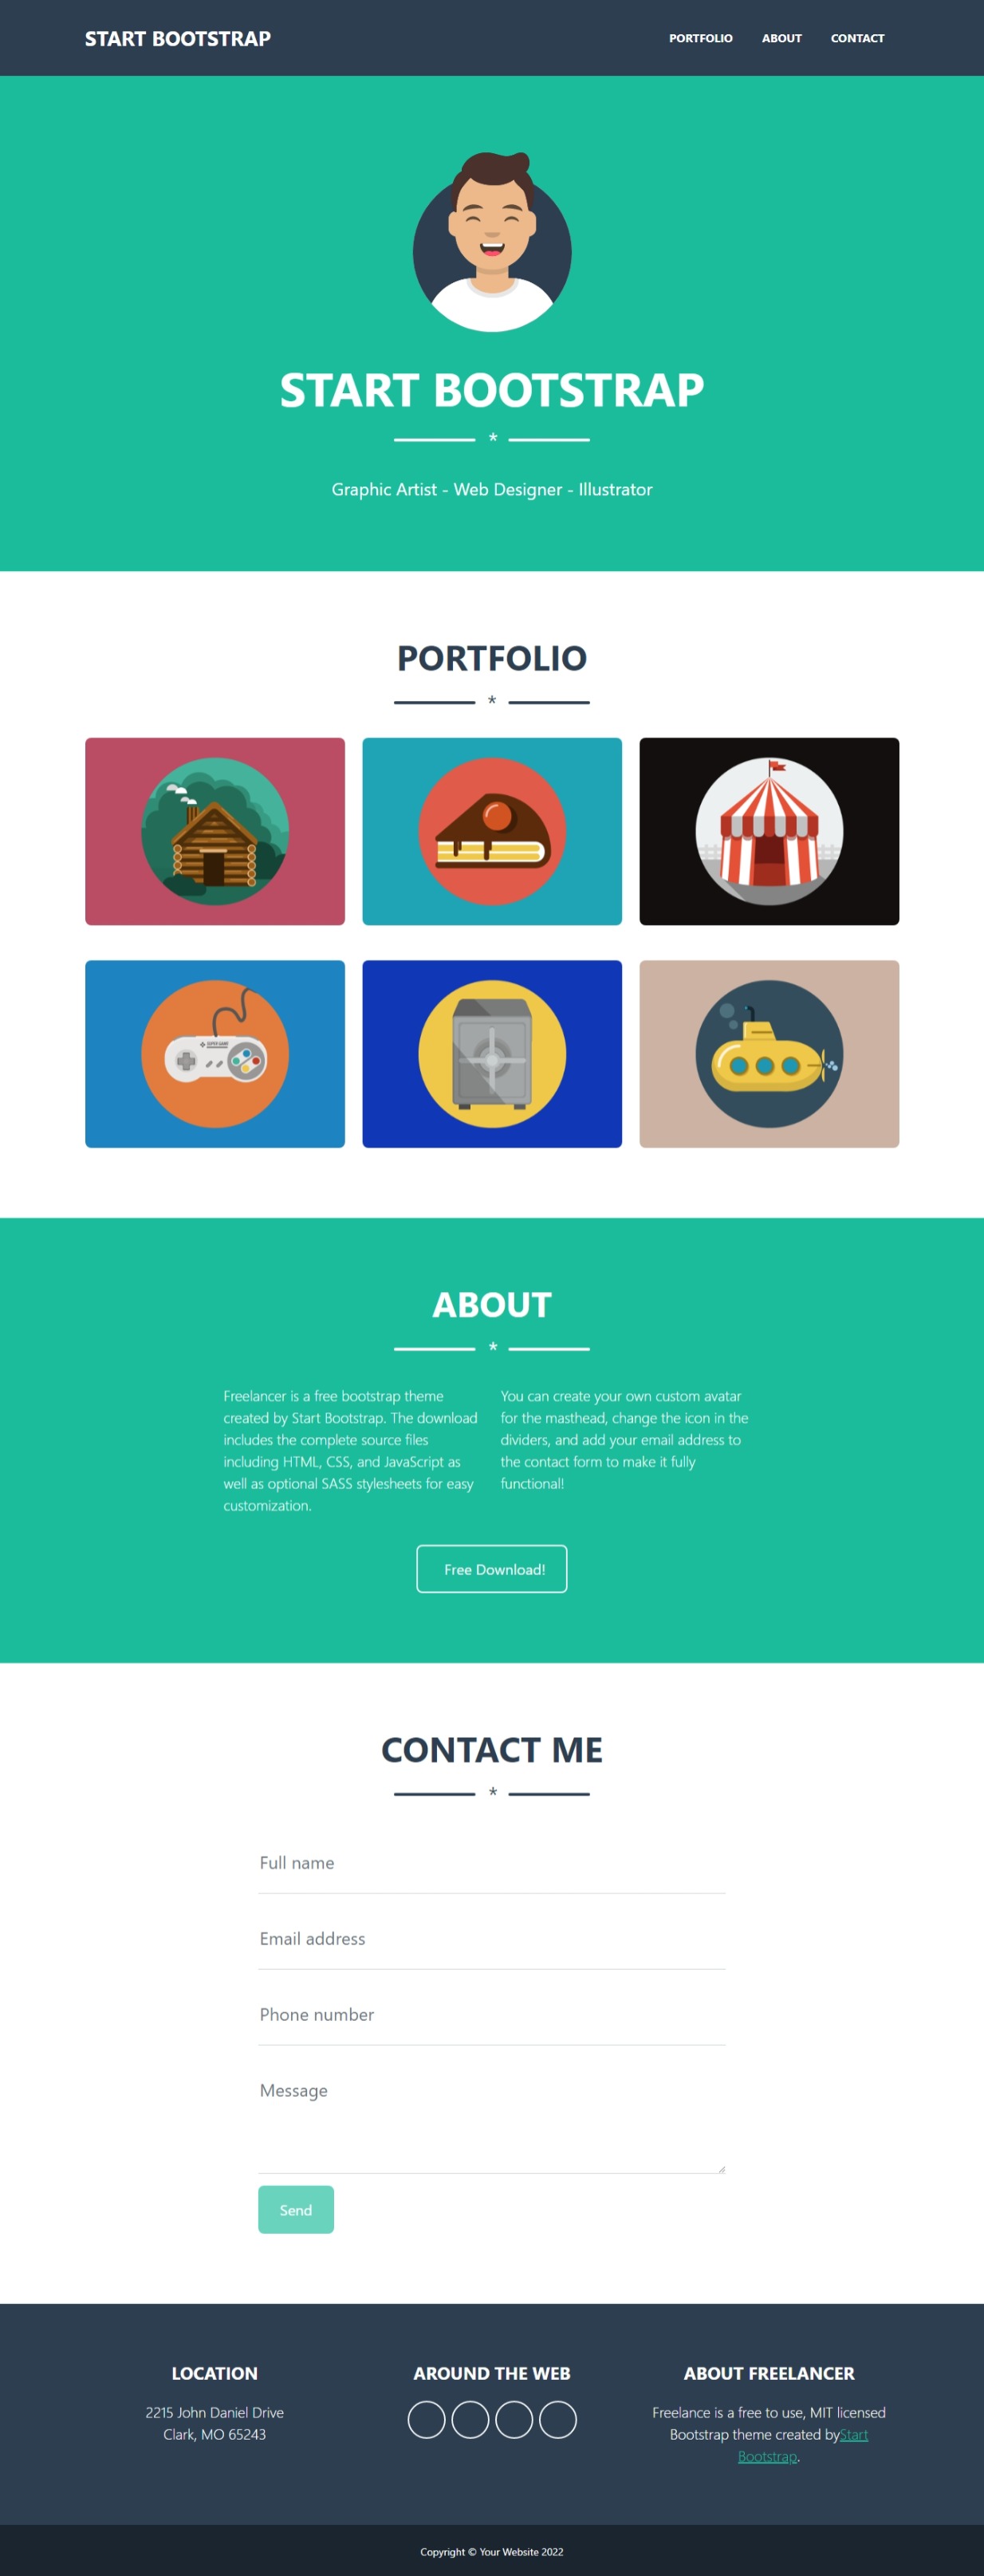 START BOOTSTRAP
PORTFOLIO
ABOUT
CONTACT
START BOOTSTRAP
*
Graphic Artist - Web Designer - Illustrator
PORTFOLIO
*
SUPER GAME
ABOUT
*
Freelancer is a free bootstrap theme
created by Start Bootstrap. The download
includes the complete source files
including HTML, CSS, and JavaScript as
well as optional SASS stylesheets for easy
customization.
You can create your own custom avatar
for the masthead, change the icon in the
dividers, and add your email address to
the contact form to make it fully
functional!
Free Download!
CONTACT ME
*
Full name
Email address
Phone number
Message
Send
LOCATION
2215 John Daniel Drive
Clark, MO 65243
AROUND THE WEB
ABOUT FREELANCER
Freelance is a free to use, MIT licensed
Bootstrap theme created byStart
Bootstrap.
Copyright © Your Website 2022